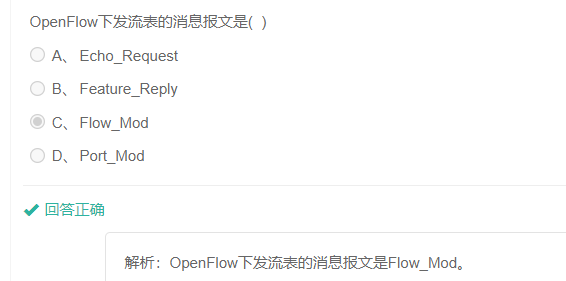 OpenFlow下发流表的消息报文是( )
A、 Echo_Request
B、 Feature_Reply
C、 Flow_Mod
D、 Port_Mod
回答正确
解析：OpenFlow下发流表的消息报文是Flow_Mod。